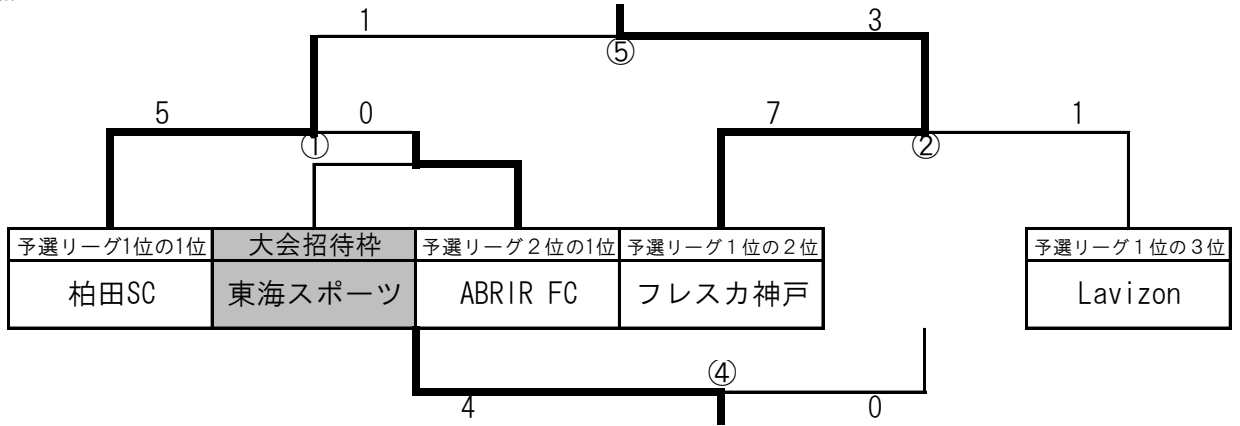 1
3
⑤
5
0
7
1
①
②
予選リーグ1位の1位
大会招待枠
予選リーグ２位の1位
予選リーグ１位の２位
予選リーグ１位の３位
柏田SC
東海スポーツ
ABRIR FC
フレスカ神戸
Lavizon
④
4
0